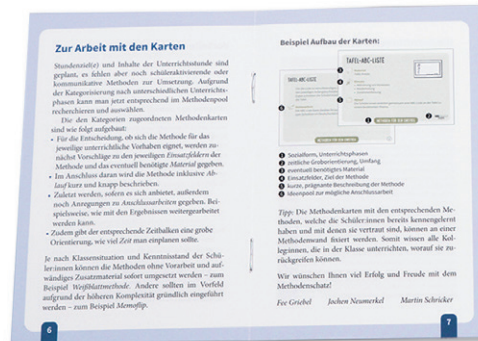 Zur Arbeit mit den Karten
Stundenziel(e) und Inhalte der Unterrichtsstunde sind
geplant, es fehlen aber noch schüleraktivierende oder
kommunikative Methoden zur Umsetzung. Aufgrund
der Kategorisierung nach unterschiedlichen Unterrichts-
phasen kann man jetzt entsprechend im Methodenpool
recherchieren und auswählen.
Die den Kategorien zugeordneten Methodenkarten
sind wie folgt aufgebaut:
• Für die Entscheidung, ob sich die Methode für das
jeweilige unterrichtliche Vorhaben eignet, werden zu-
nächst Vorschläge zu den jeweiligen Einsatzfeldern der
Methode und das eventuell benötigte Material gegeben.
• Im Anschluss daran wird die Methode inklusive Ab-
lauf kurz und knapp beschrieben.
• Zuletzt werden, sofern es sich anbietet, außerdem
noch Anregungen zu Anschlussarbeiten gegeben. Bei-
spielsweise, wie mit den Ergebnissen weitergearbeitet
werden kann.
• Zudem gibt der entsprechende Zeitbalken eine grobe
Orientierung, wie viel Zeit man einplanen sollte.
Je nach Klassensituation und Kenntnisstand der Schü-
ler:innen können die Methoden ohne Vorarbeit und auf-
wändiges Zusatzmaterial sofort umgesetzt werden – zum
Beispiel Weißblattmethode. Andere sollten im Vorfeld
aufgrund der höheren Komplexität gründlich eingeführt
werden – zum Beispiel Memoflip.
6
Beispiel Aufbau der Karten:
TAFEL-ABC-LISTE
TAFEL-ABC-LISTE
1 Sozialform, Unterrichtsphasen
2 zeitliche Groborientierung, Umfang
3 eventuell benötigtes Material
4 Einsatzfelder, Ziel der Methode
5 kurze, prägnante Beschreibung der Methode
6 Ideenpool zur mögliche Anschlussarbeit
Tipp: Die Methodenkarten mit den entsprechenden Me-
thoden, welche die Schüler:innen bereits kennengelernt
haben und mit denen sie vertraut sind, können an einer
Methodenwand fixiert werden. Somit wissen alle Kol-
leg:innen, die in der Klasse unterrichten, worauf sie zu-
rückgreifen können.
Wir wünschen Ihnen viel Erfolg und Freude mit dem
Methodenschatz!
Fee Griebel Jochen Neumerkel Martin Schricker
7